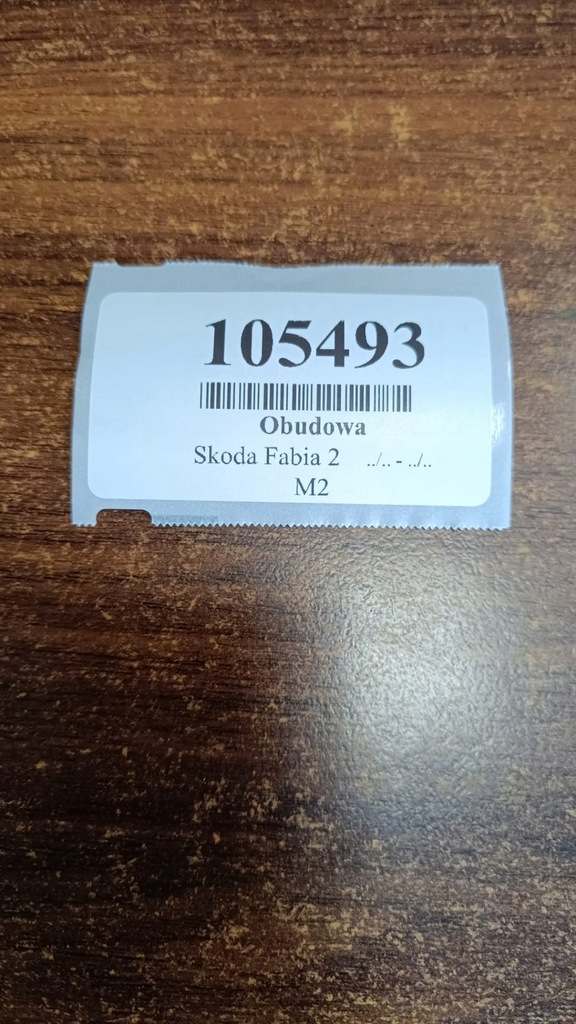 105493
Obudowa
Skoda Fabia 2 ../.. - ../..
M2